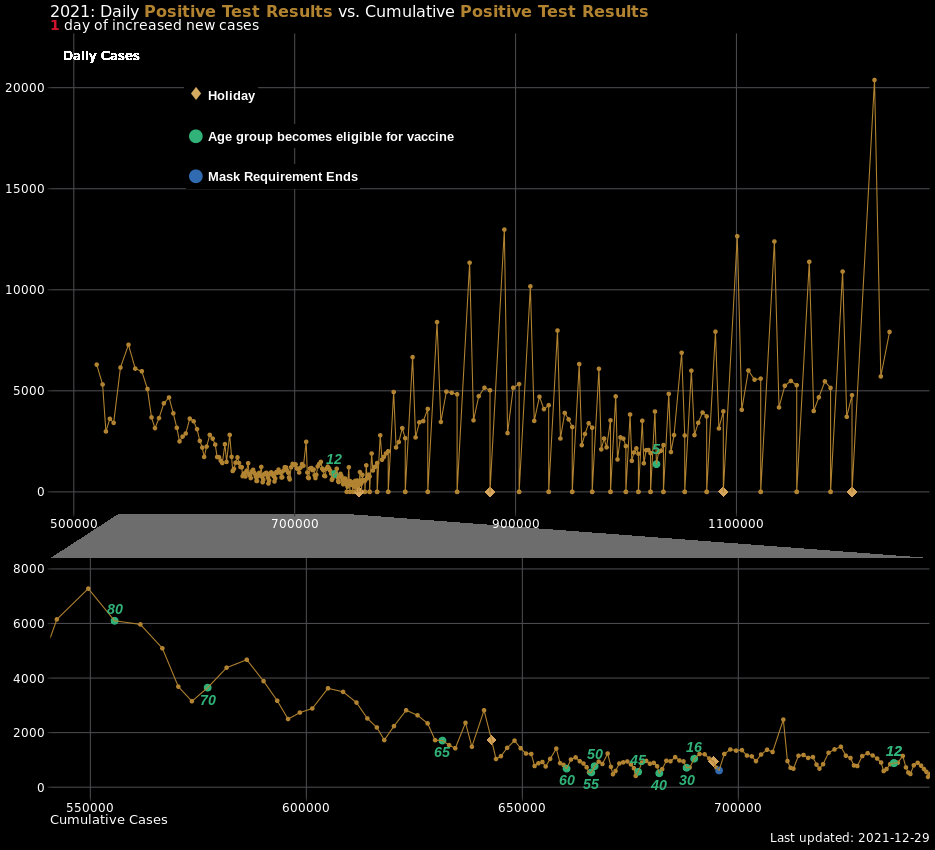 2021: Daily Positive Test Results vs. Cumulative Positive Test Results
1 day of increased new cases
Daily Cases
Holiday
Age group becomes eligible for vaccine
Mask Requirement Ends
20000
15000
10000
5000
0
12
5
500000 700000 900000 1100000
8000
6000
4000
2000
0
80
70
65
60
55
50
45
40
30
16
12
550000 600000 650000 700000
Cumulative Cases
Last updated: 2021-12-29